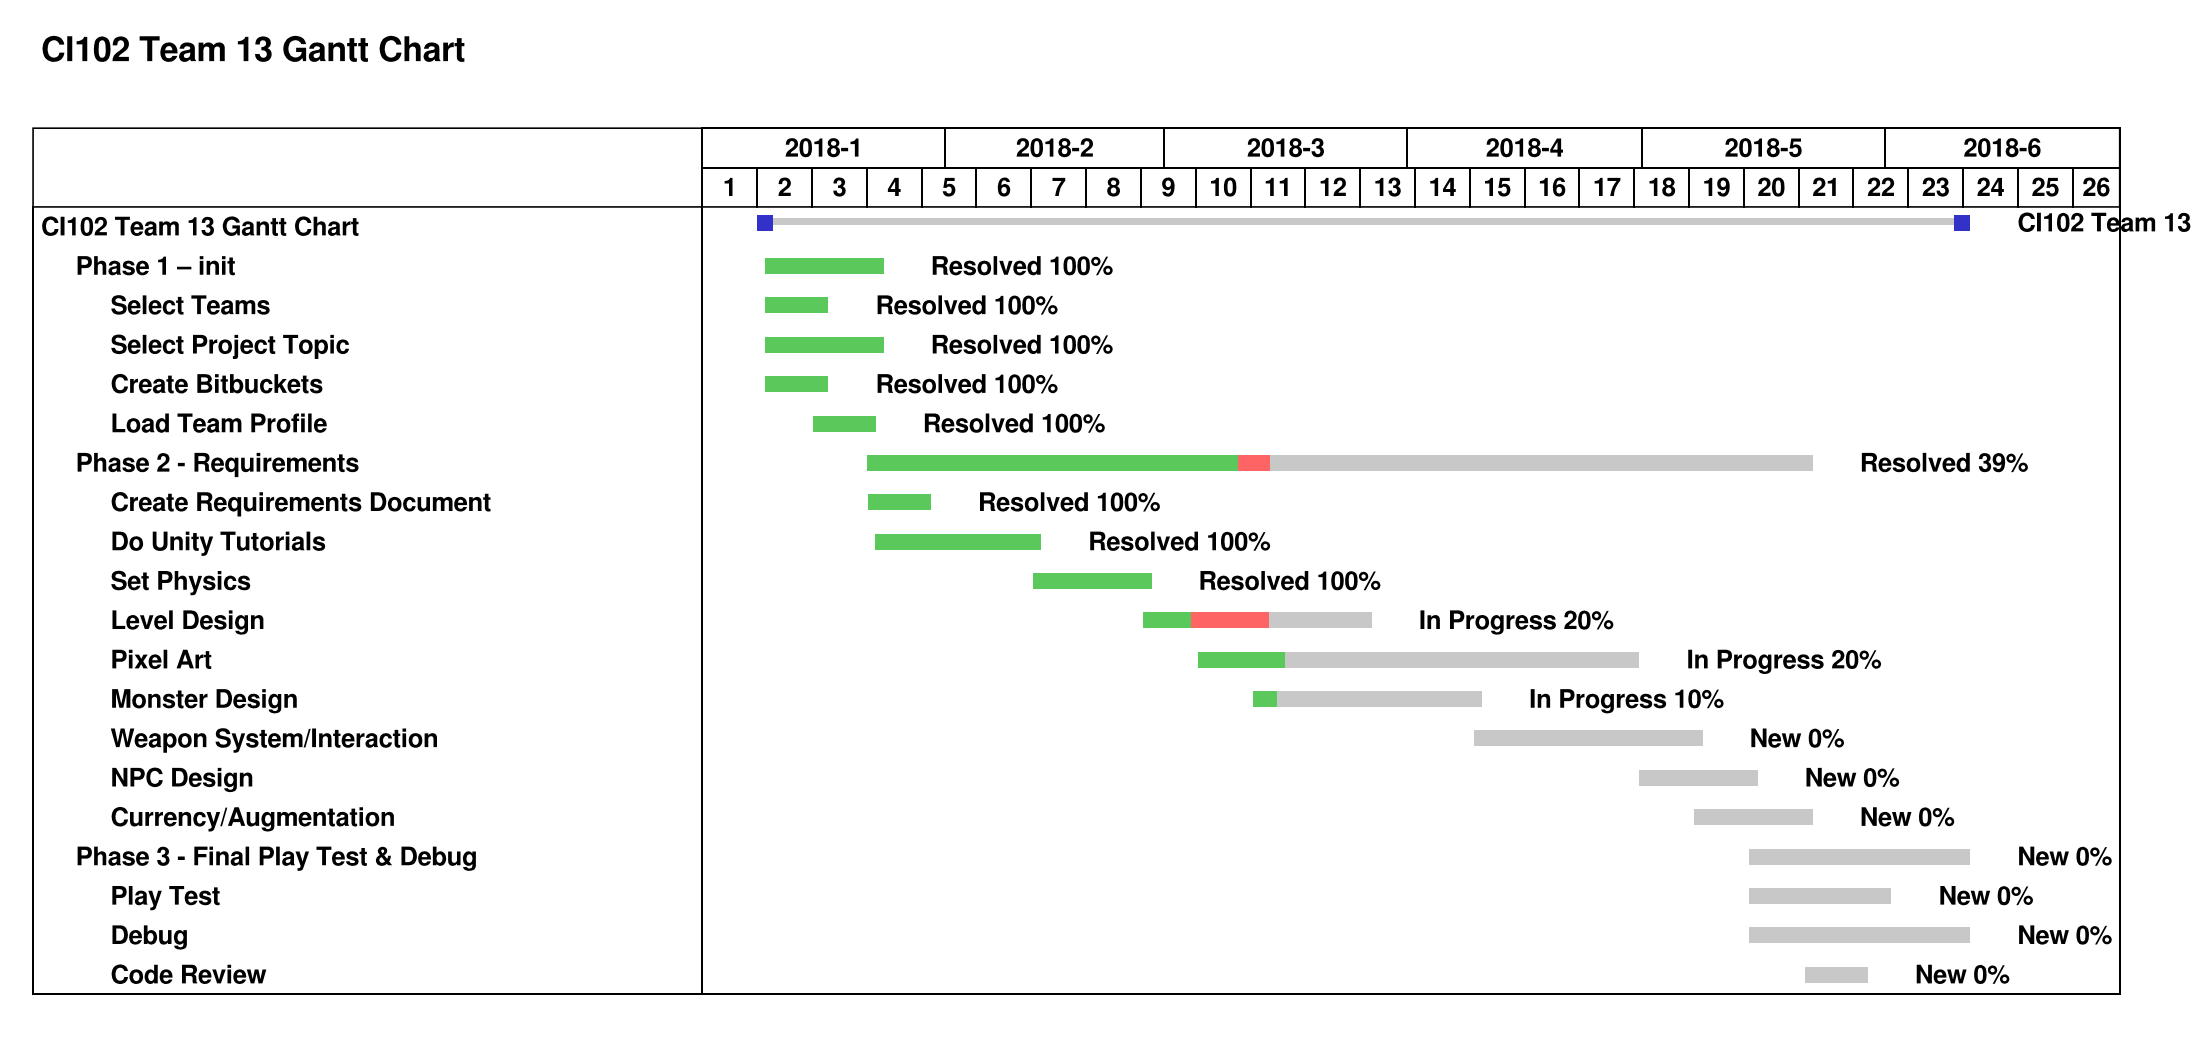 CI102 Team 13 Gantt Chart
2018-1 2018-2 2018-3 2018-4 2018-5 2018-6
1 2 3 4 5 6 7 8 9 10 11 12 13 14 15 16 17 18 19 20 21 22 23 24 25 26
CI102 Team 13 Gantt Chart CI102 Team 13
Phase 1 – init Resolved 100%
Select Teams Resolved 100%
Select Project Topic Resolved 100%
Create Bitbuckets Resolved 100%
Load Team Profile Resolved 100%
Phase 2 - Requirements Resolved 39%
Create Requirements Document Resolved 100%
Do Unity Tutorials Resolved 100%
Set Physics Resolved 100%
Level Design In Progress 20%
Pixel Art In Progress 20%
Monster Design In Progress 10%
Weapon System/Interaction New 0%
NPC Design New 0%
Currency/Augmentation New 0%
Phase 3 - Final Play Test & Debug New 0%
Play Test New 0%
Debug New 0%
Code Review New 0%